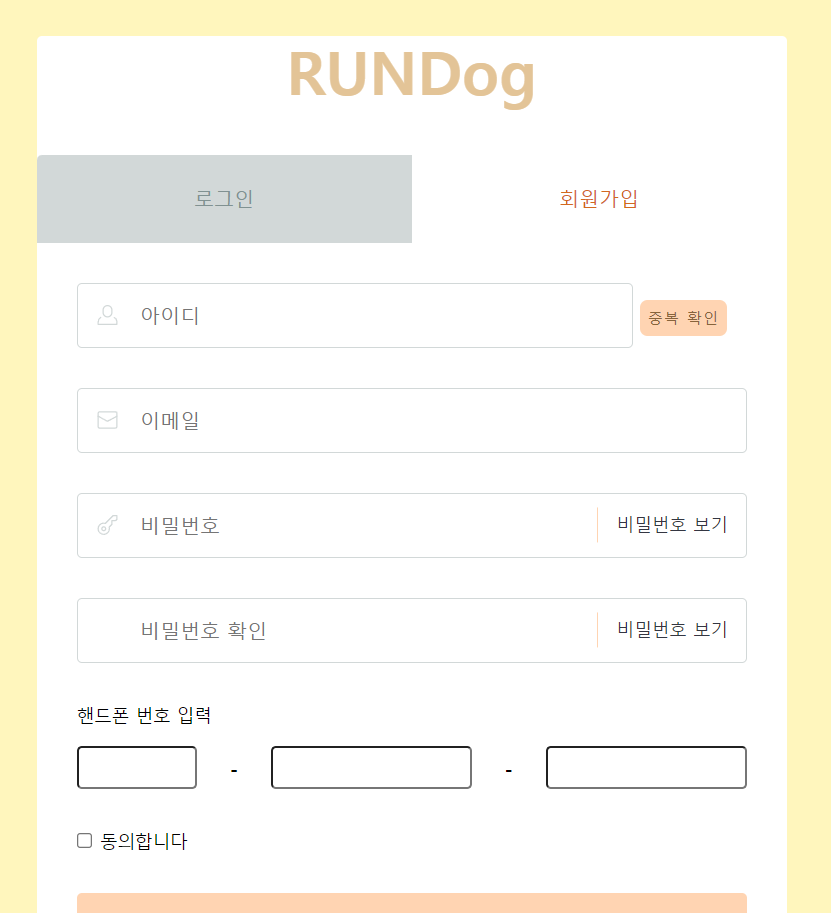 RUNDog
로그인 회원가입
아이디 중복 확인
이메일
비밀번호 비밀번호 보기
비밀번호 확인 비밀번호 보기
핸드폰 번호 입력
- -
동의합니다